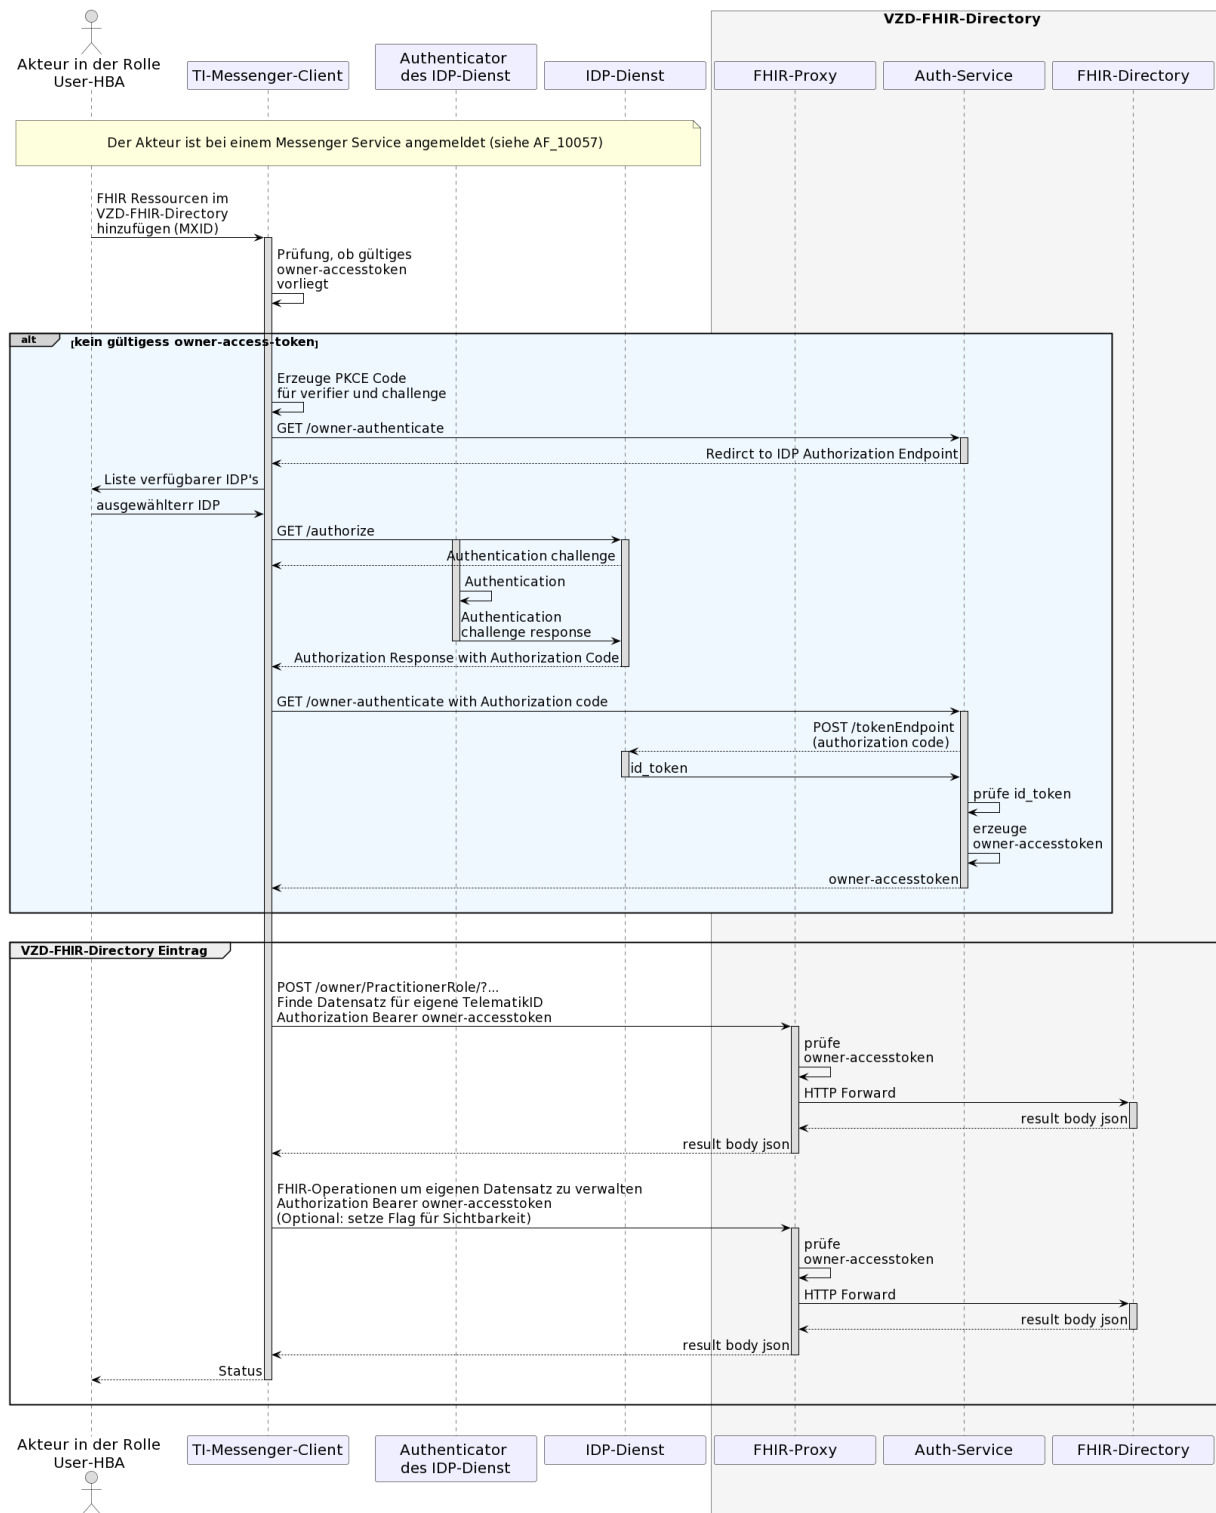 VZD-FHIR-Directory
Akteur in der Rolle
User-HBA
TI-Messenger-Client
Authenticator
des IDP-Dienst
IDP-Dienst
FHIR-Proxy
Auth-Service
FHIR-Directory
Der Akteur ist bei einem Messenger Service angemeldet (siehe AF_10057)
FHIR Ressourcen im
VZD-FHIR-Directory
hinzufügen (MXID)
Prüfung, ob gültiges
owner-accesstoken
vorliegt
alt
[kein gültigess owner-access-token]
Erzeuge PKCE Code
für verifier und challenge
GET /owner-authenticate
Redirct to IDP Authorization Endpoint
Liste verfügbarer IDP's
ausgewählterr IDP
GET /authorize
Authentication challenge
Authentication
Authentication
challenge response
Authorization Response with Authorization Code
GET /owner-authenticate with Authorization code
POST /tokenEndpoint
(authorization code)
id_token
prüfe id_token
erzeuge
owner-accesstoken
owner-accesstoken
VZD-FHIR-Directory Eintrag
POST /owner/PractitionerRole/?...
Finde Datensatz für eigene TelematikID
Authorization Bearer owner-accesstoken
prüfe
owner-accesstoken
HTTP Forward
result body json
result body json
FHIR-Operationen um eigenen Datensatz zu verwalten
Authorization Bearer owner-accesstoken
(Optional: setze Flag für Sichtbarkeit)
prüfe
owner-accesstoken
HTTP Forward
result body json
result body json
Status
Akteur in der Rolle
User-HBA
TI-Messenger-Client
Authenticator
des IDP-Dienst
IDP-Dienst
FHIR-Proxy
Auth-Service
FHIR-Directory